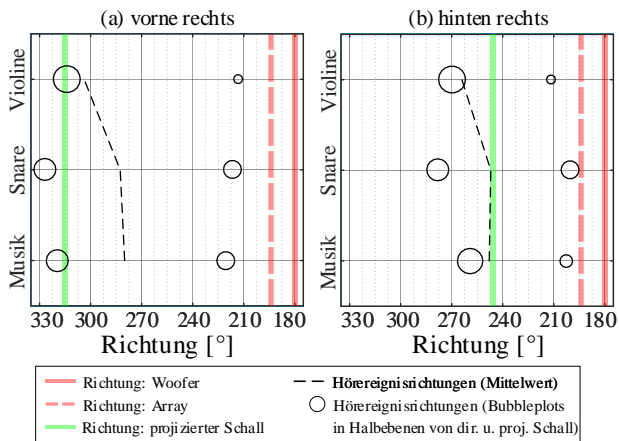 (a) vorne rechts
Violine
Snare
Musik
330 300 270 240 210 180
Richtung [°]
(b) hinten rechts
Violine
Snare
Musik
330 300 270 240 210 180
Richtung [°]
Richtung: Woofer
Richtung: Array
Richtung: projizierter Schall
Hörereignisrichtungen (Mittelwert)
Hörereignisrichtungen (Bubbleplots
in Halbebenen von dir. u. proj. Schall)